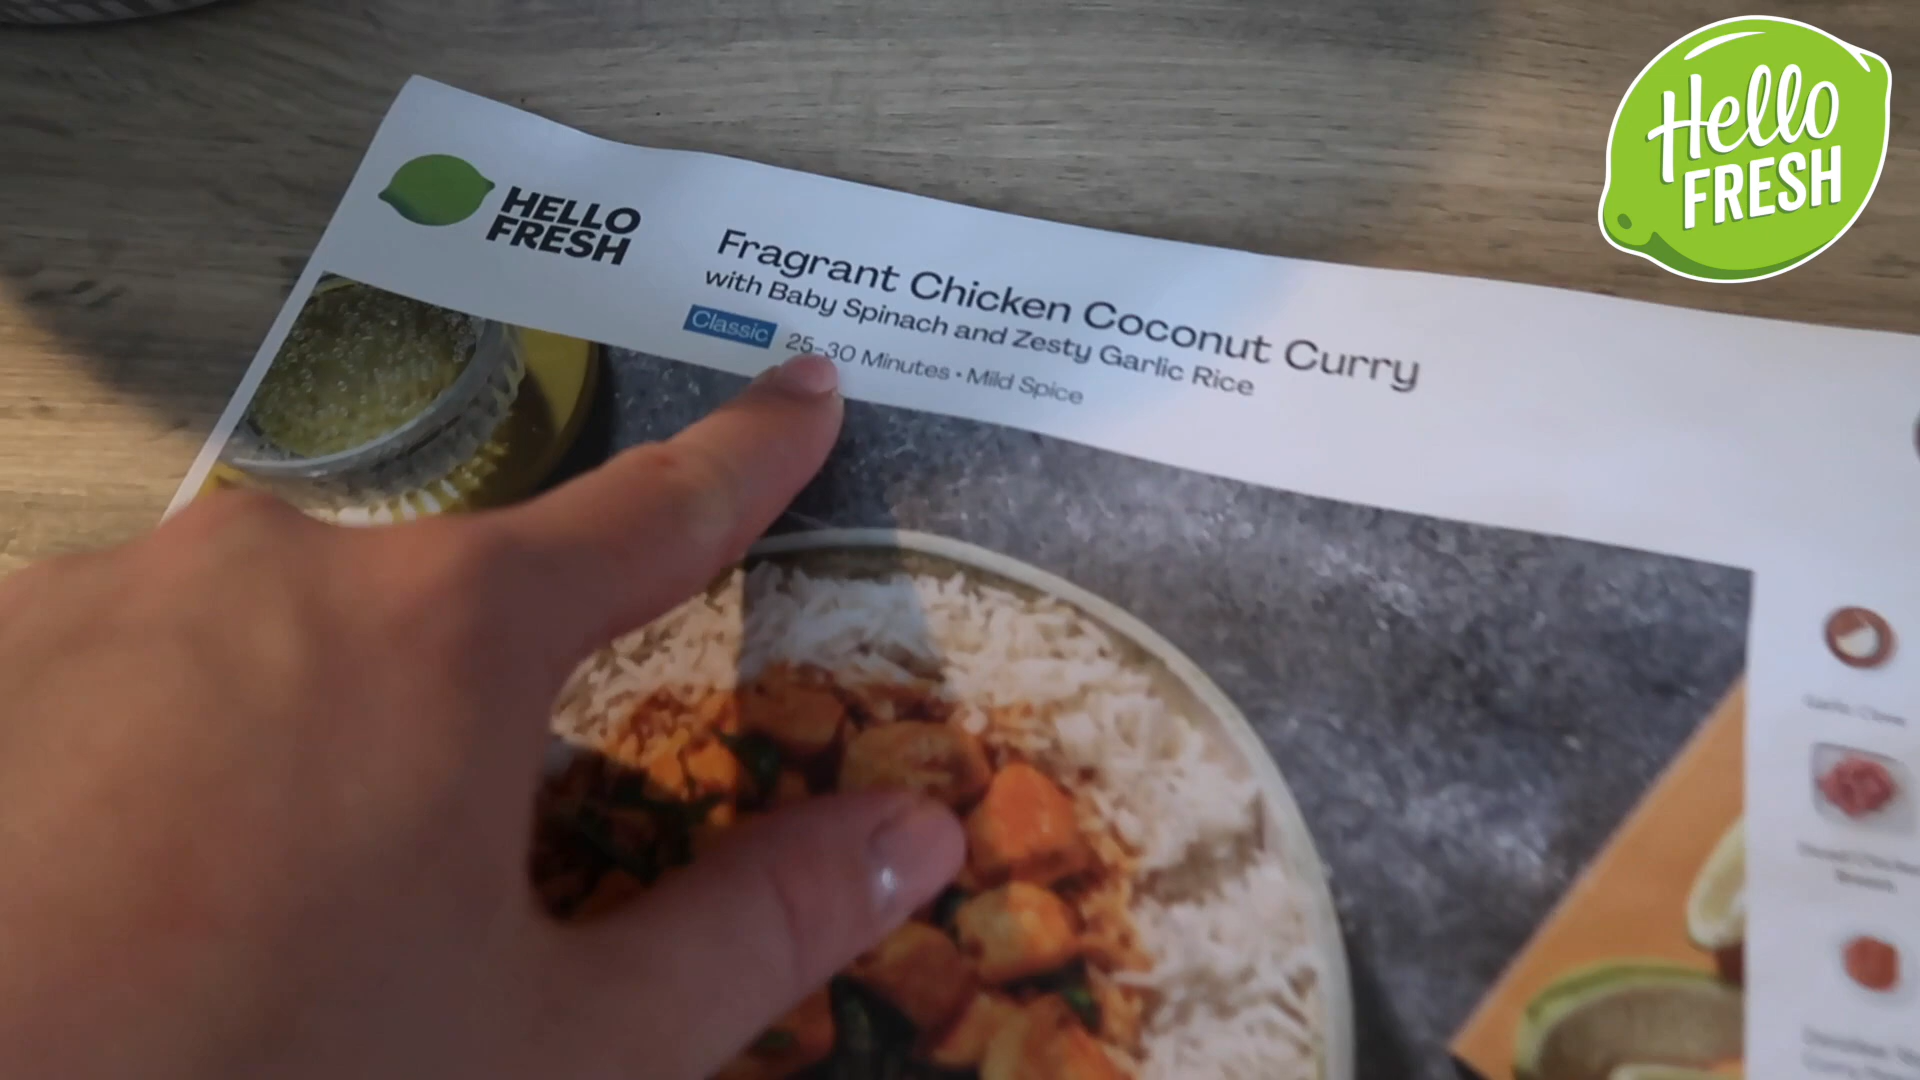 Hello
FRESH
HELLO
FRESH
Fragrant Chicken Coconut Curry
with Baby Spinach and Zesty Garlic Rice
Classic 25-30 Minutes • Mild Spice